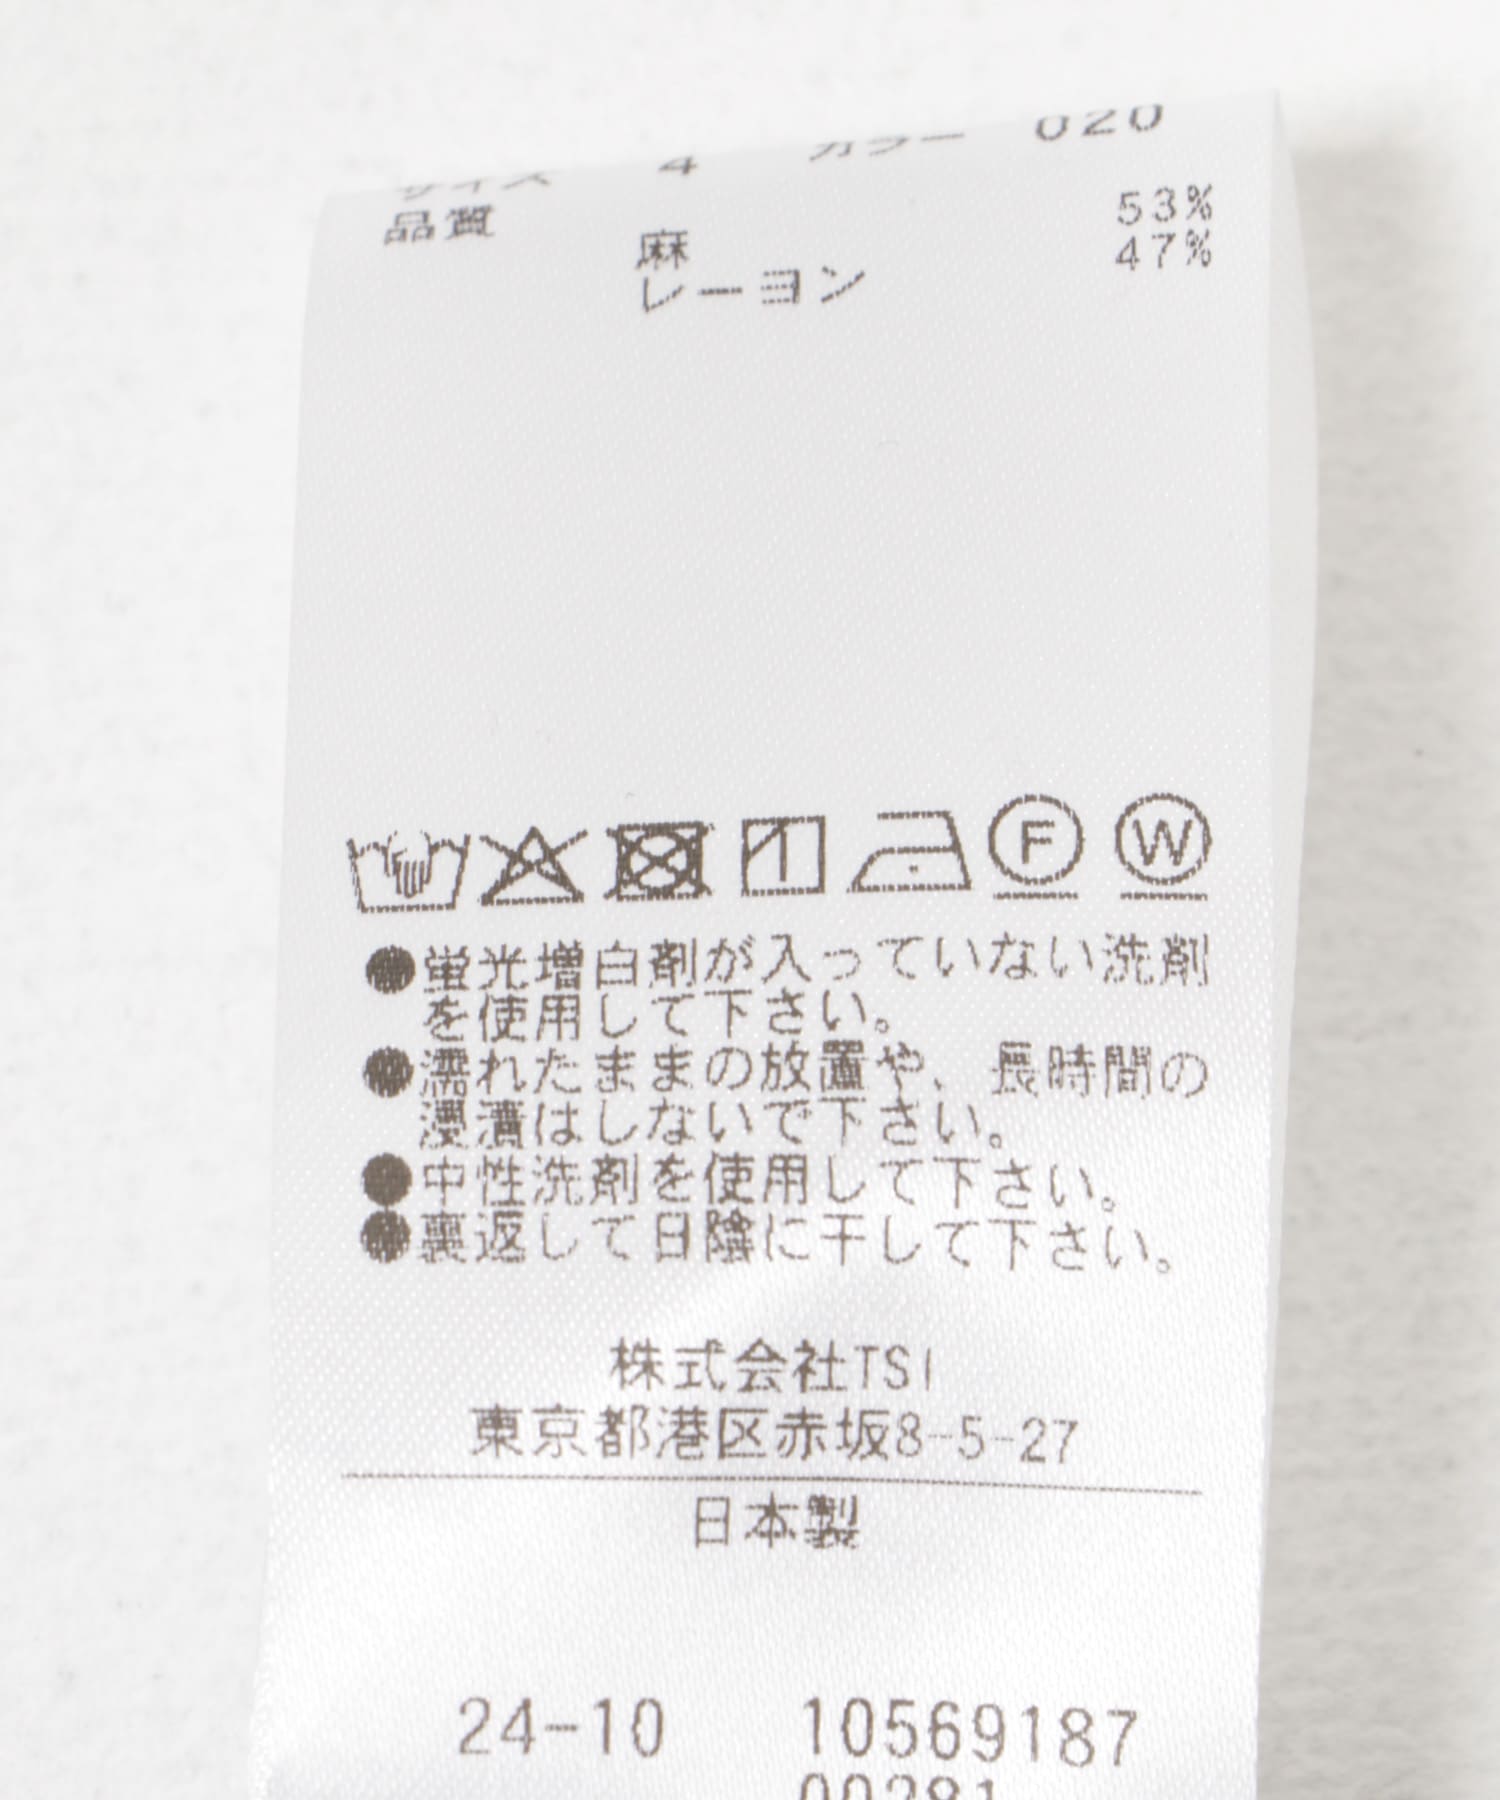 サイズ 4 カラー 020
品質
麻 53%
レーヨン 47%
F W
●蛍光増白剤が入っていない洗剤
を使用して下さい。
●濡れたままの放置や、長時間の
浸漬はしないで下さい。
●中性洗剤を使用して下さい。
●裏返して日陰に干して下さい。
株式会社TSI
東京都港区赤坂8-5-27
日本製
24-10 10569187
00281